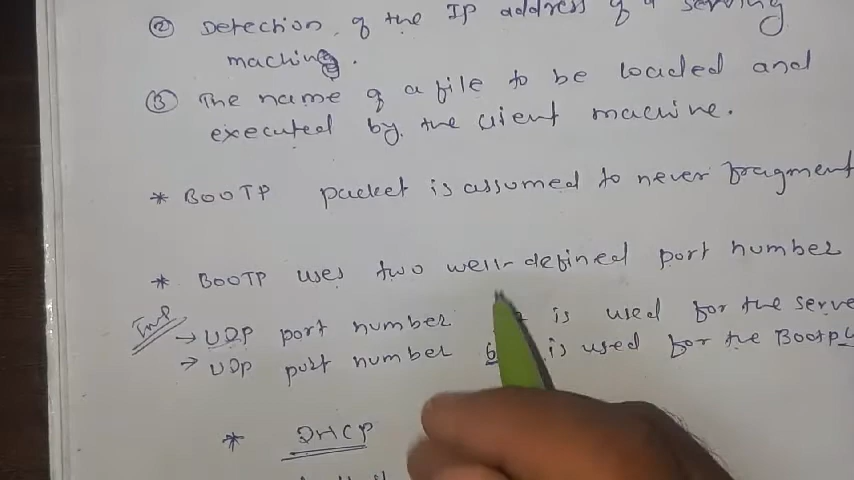 ② Detection of the IP address of a serving
machine.
③ The name of a file to be loaded and
executed by the client machine.
* BOOTP packet is assumed to never fragment
* BOOTP uses two well-defined port number
Imp
→ UDP port number is used for the serve
→ UDP port number 6 is used for the Bootp
* DHCP